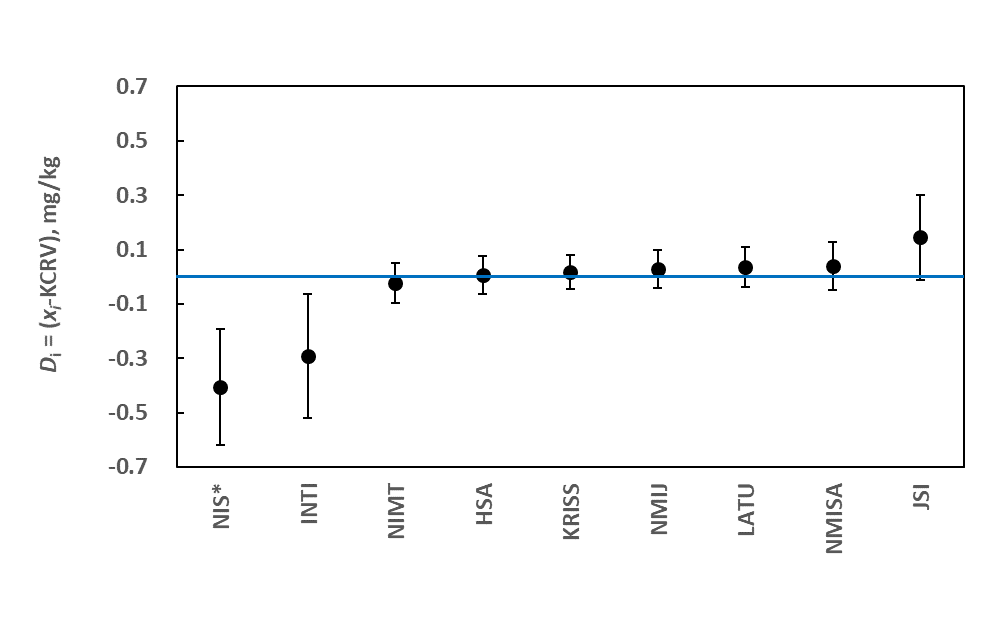 0.7
0.5
0.3
0.1
-0.1
-0.3
-0.5
-0.7
Di = (xi-KCRV), mg/kg
NIS*
INTI
NIMT
HSA
KRISS
NMIJ
LATU
NMISA
JSI